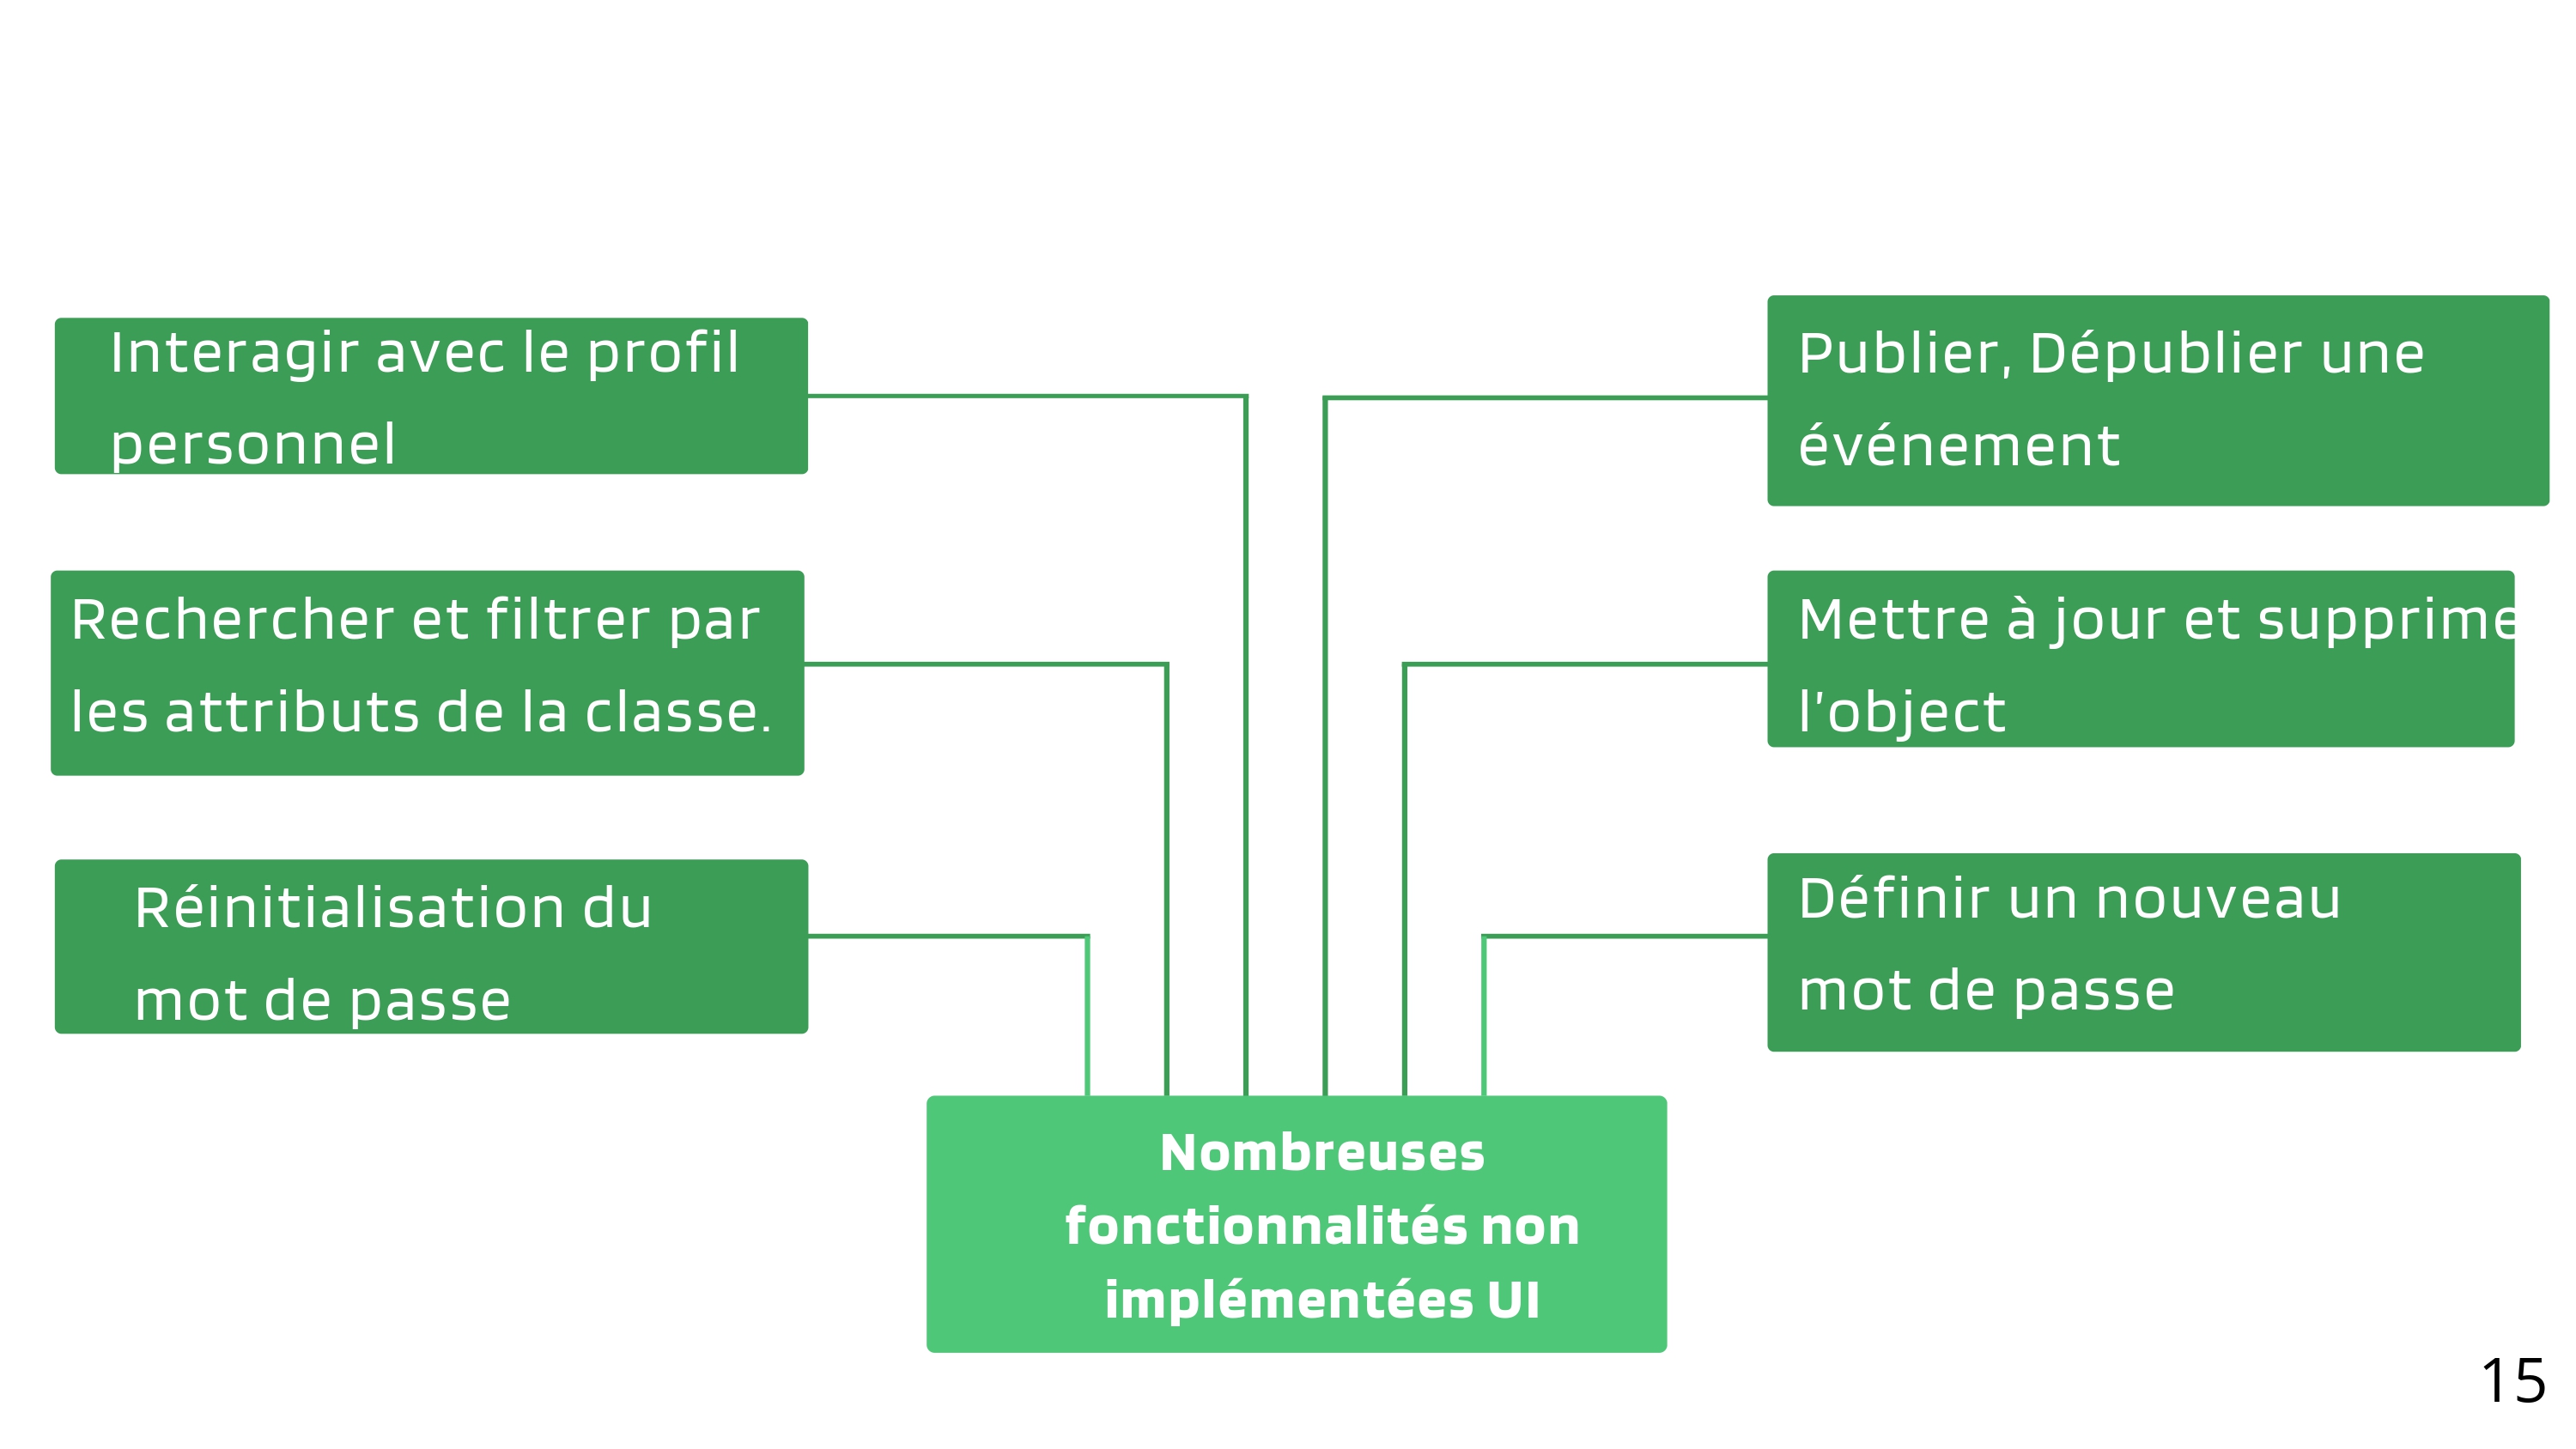 Interagir avec le profil
personnel
Rechercher et filtrer par
les attributs de la classe.
Réinitialisation du
mot de passe
Publier, Dépublier une
événement
Mettre à jour et supprime
l'object
Définir un nouveau
mot de passe
Nombreuses
fonctionnalités non
implémentées UI
15